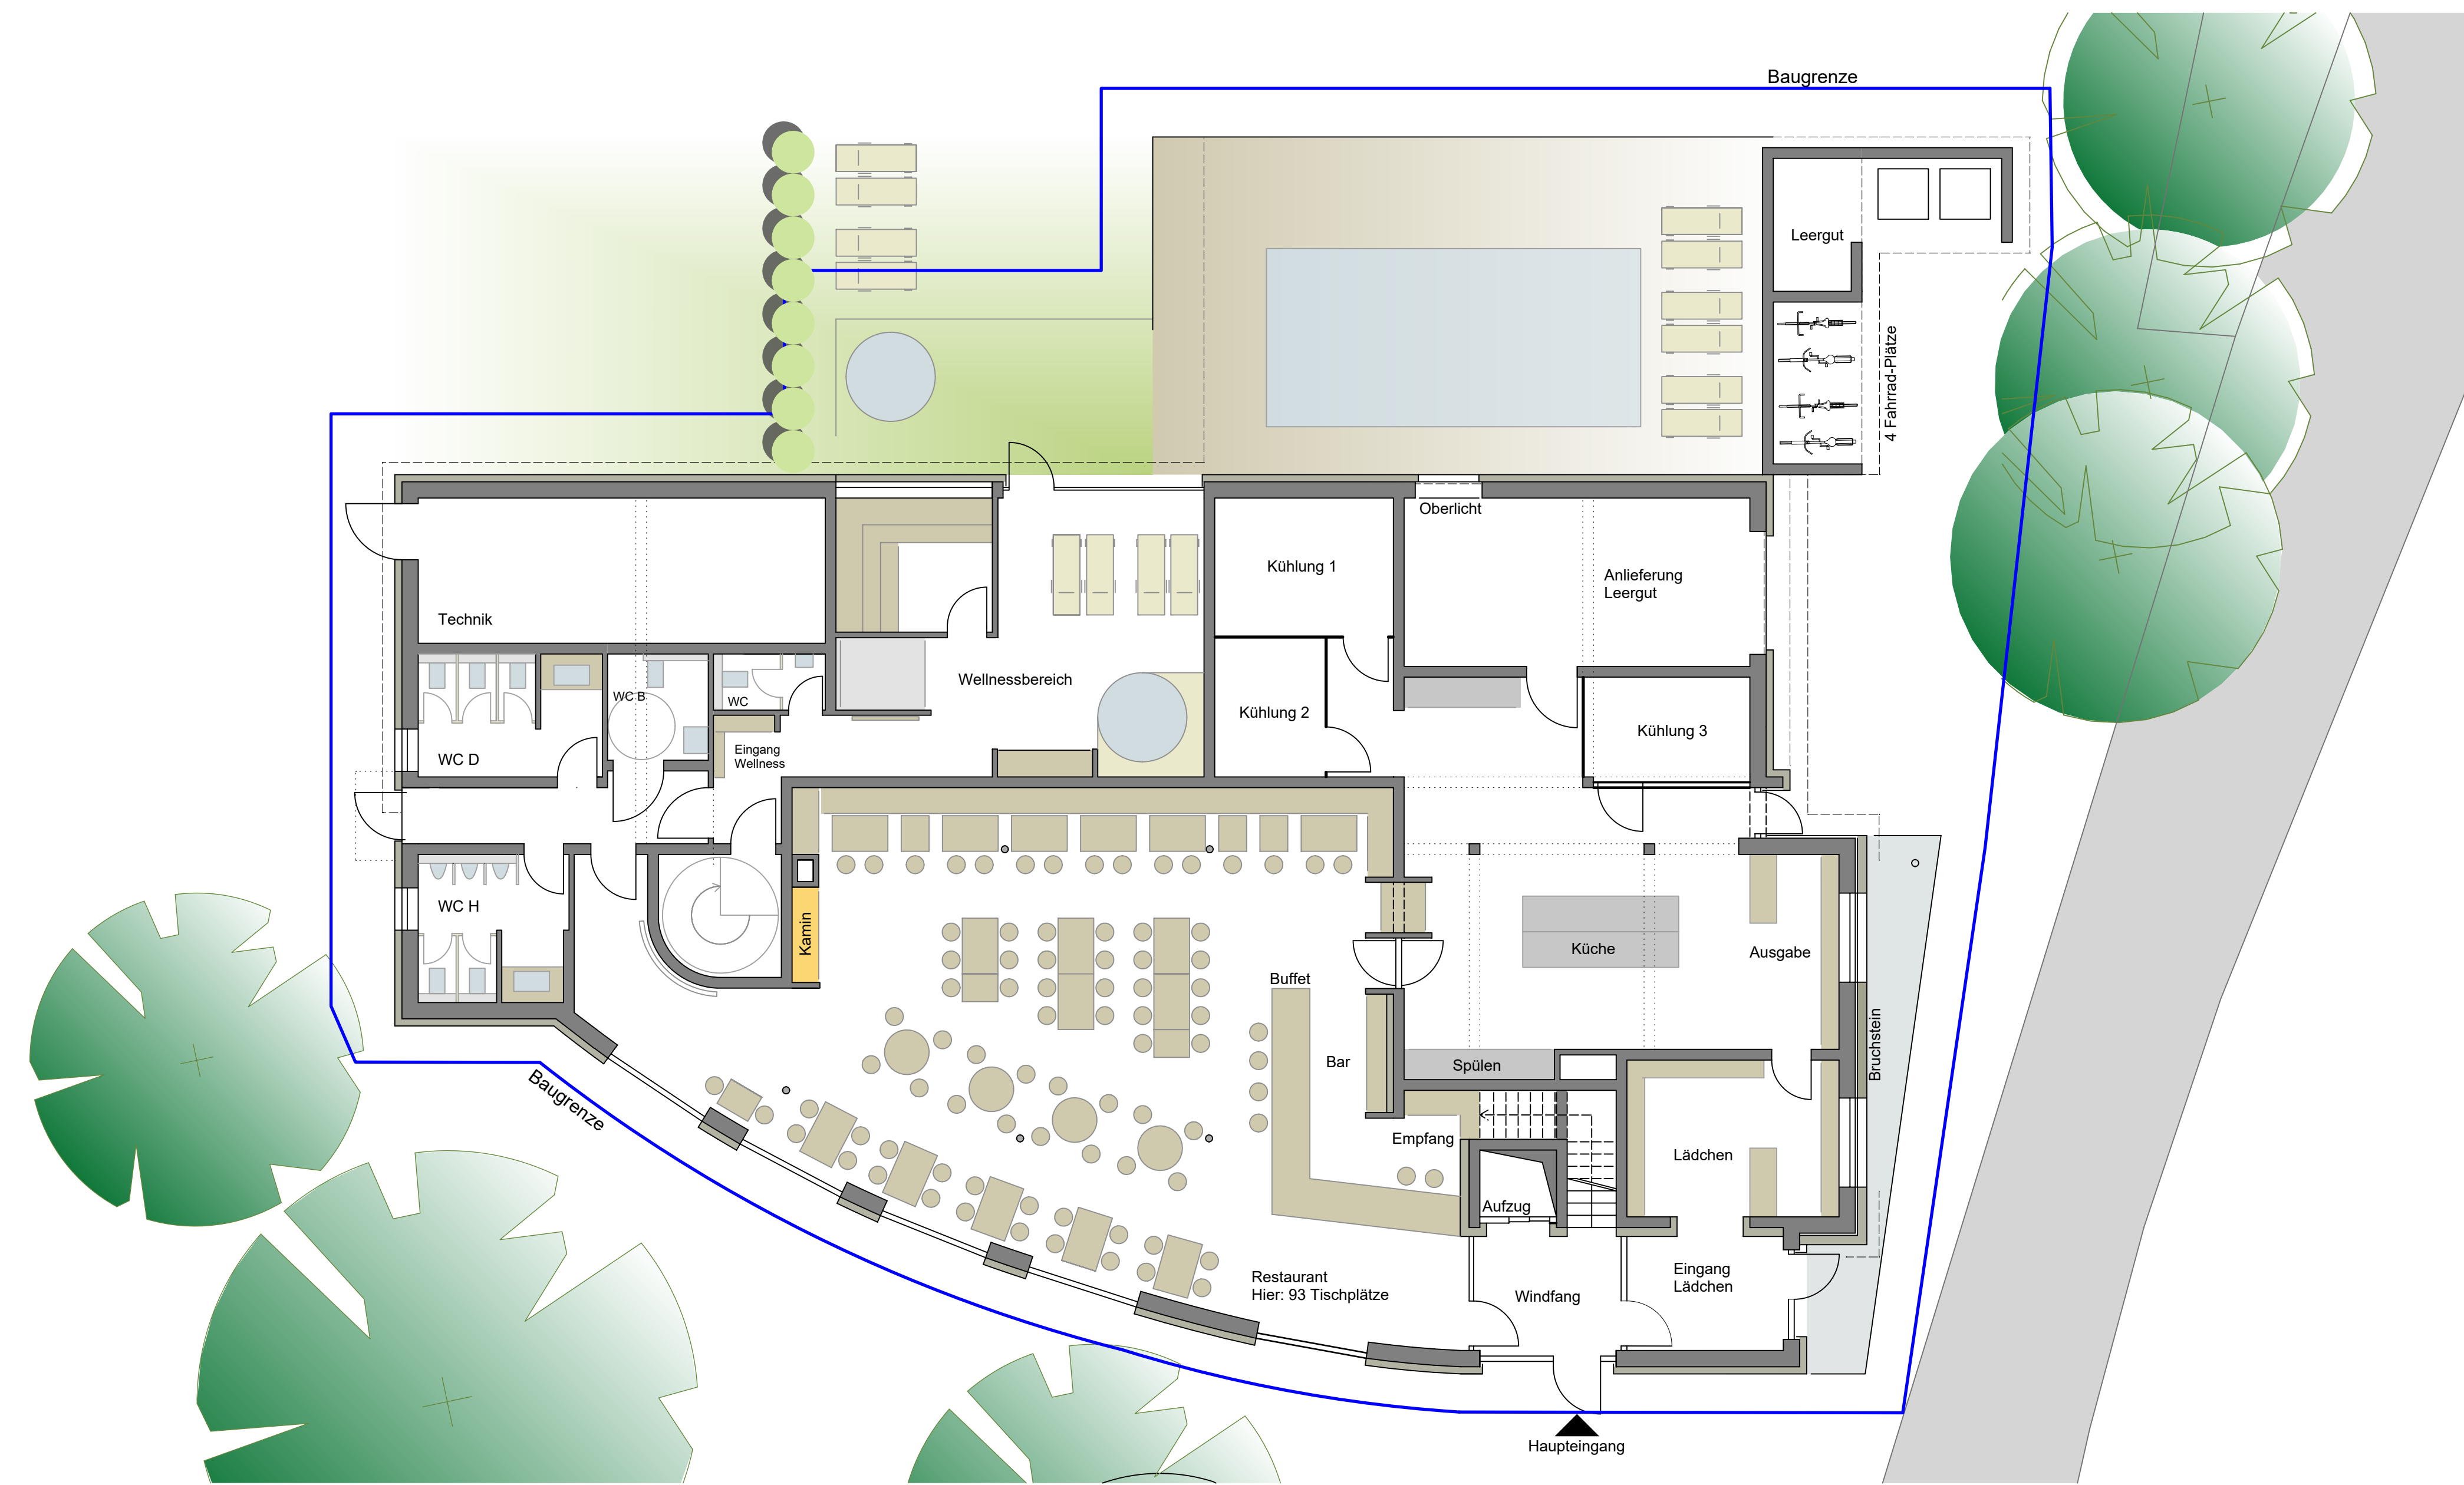 Baugrenze
Leergut
4 Fahrrad-Plätze
Oberlicht
Kühlung 1
Anlieferung
Leergut
Technik
Wellnessbereich
WC B
WC
Kühlung 2
Kühlung 3
WC D
Eingang
Wellness
WC H
Kamin
Küche
Ausgabe
Buffet
Bruchstein
Bar
Spülen
Baugrenze
Empfang
Lädchen
Aufzug
Restaurant
Hier: 93 Tischplätze
Windfang
Eingang
Lädchen
Haupteingang